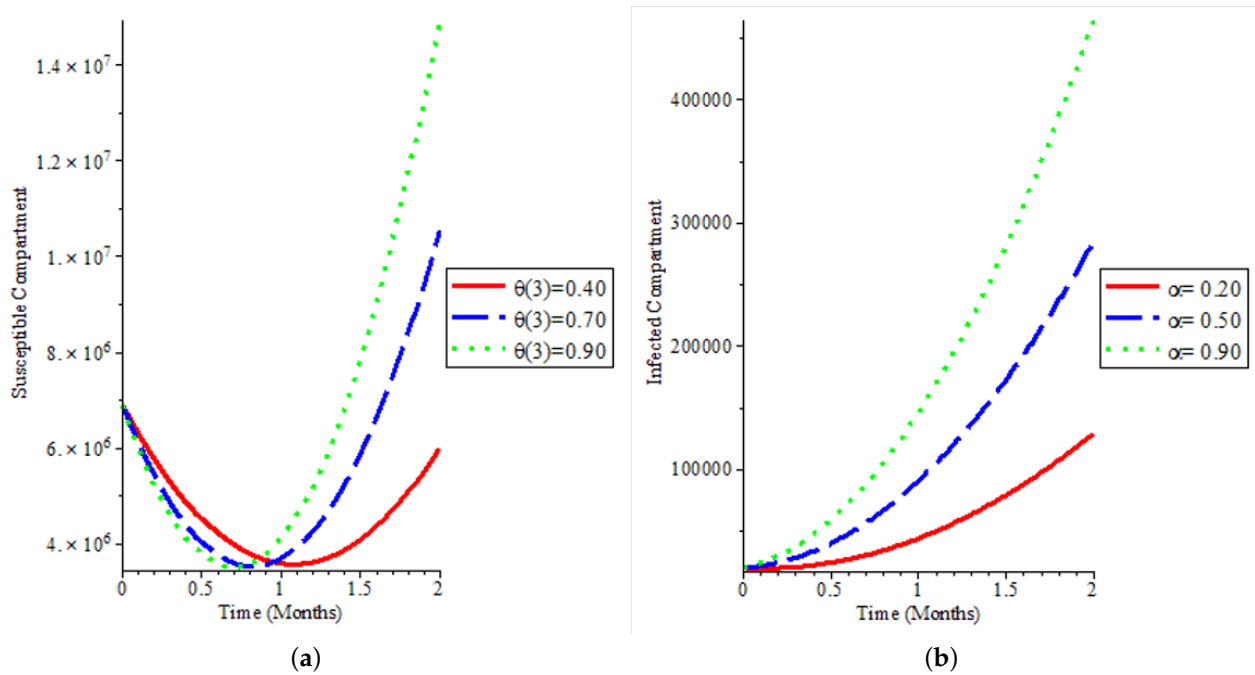 1.4 × 10⁷
1.2 × 10⁷
1. × 10⁷
8. × 10⁶
6. × 10⁶
4. × 10⁶
Susceptible Compartment
0 0.5 1 1.5 2
Time (Months)
θ(3)=0.40
θ(3)=0.70
θ(3)=0.90
(a)
400000
300000
200000
100000
Infected Compartment
0 0.5 1 1.5 2
Time (Months)
α= 0.20
α= 0.50
α= 0.90
(b)